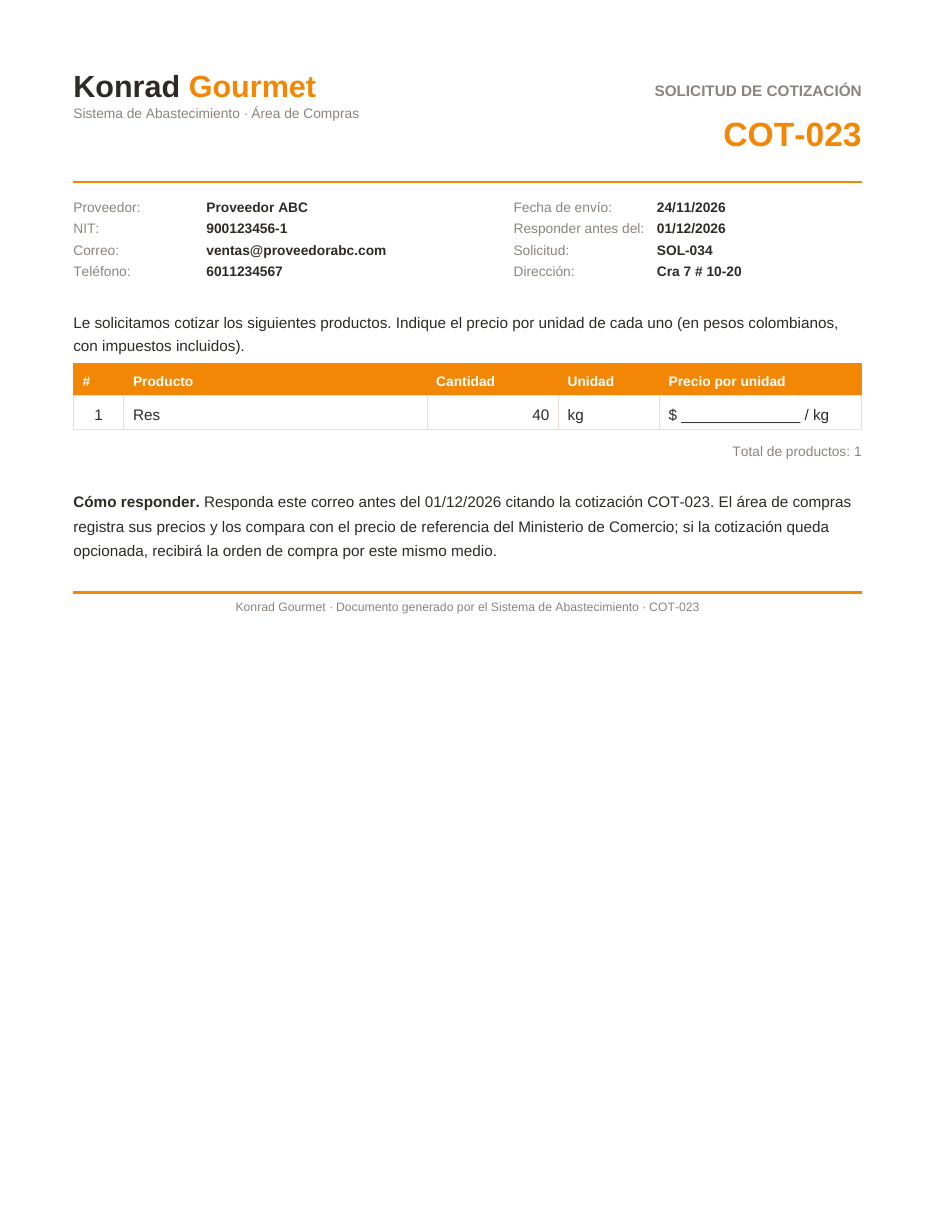 Konrad Gourmet
Sistema de Abastecimiento · Área de Compras
SOLICITUD DE COTIZACIÓN
COT-023
Proveedor: Proveedor ABC Fecha de envío: 24/11/2026
NIT: 900123456-1 Responder antes del: 01/12/2026
Correo: ventas@proveedorabc.com Solicitud: SOL-034
Teléfono: 6011234567 Dirección: Cra 7 # 10-20
Le solicitamos cotizar los siguientes productos. Indique el precio por unidad de cada uno (en pesos colombianos,
con impuestos incluidos).
# Producto Cantidad Unidad Precio por unidad
1 Res 40 kg $ ______________ / kg
Total de productos: 1
Cómo responder. Responda este correo antes del 01/12/2026 citando la cotización COT-023. El área de compras
registra sus precios y los compara con el precio de referencia del Ministerio de Comercio; si la cotización queda
opcionada, recibirá la orden de compra por este mismo medio.
Konrad Gourmet · Documento generado por el Sistema de Abastecimiento · COT-023